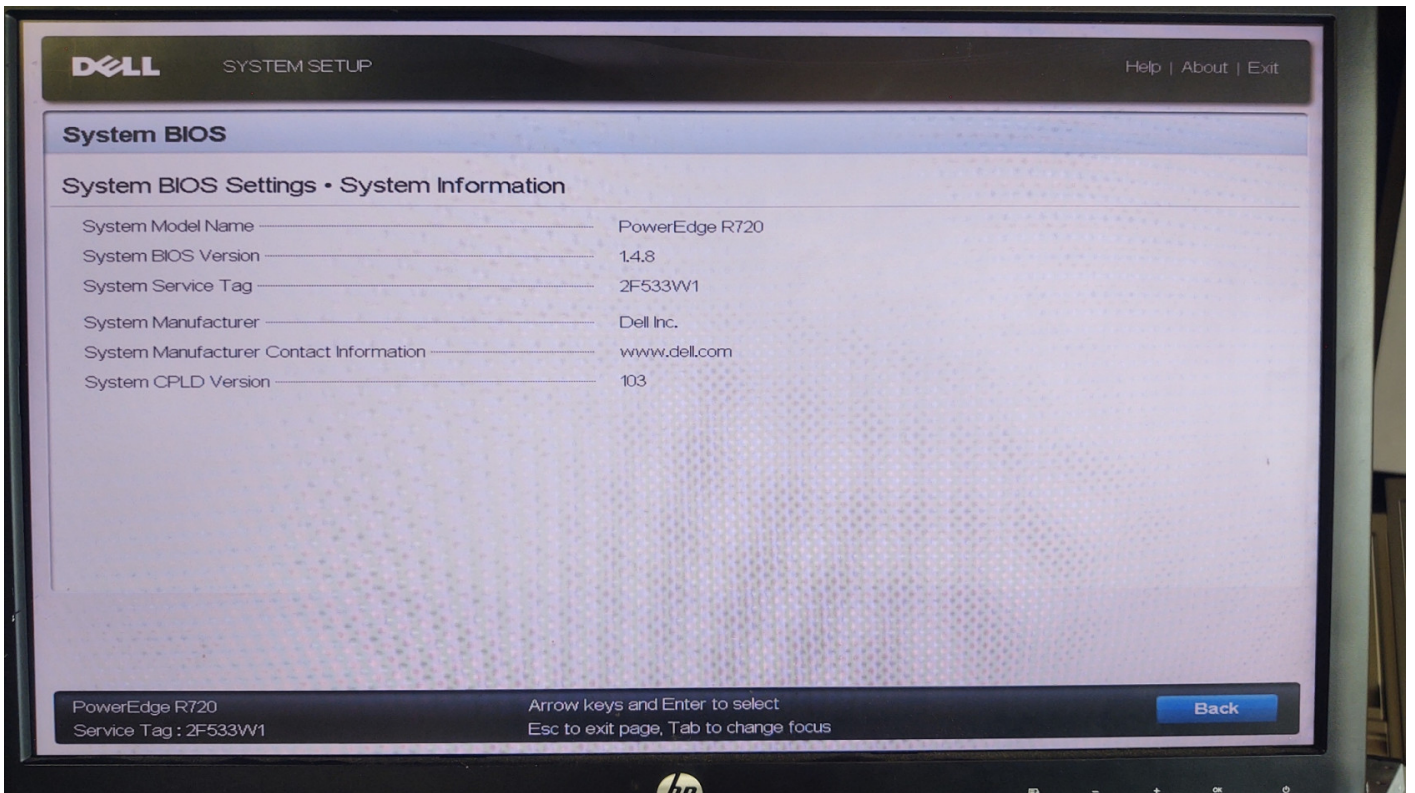 DELL SYSTEM SETUP Help | About | Exit
System BIOS
System BIOS Settings • System Information
System Model Name PowerEdge R720
System BIOS Version 1.4.8
System Service Tag 2F533W1
System Manufacturer Dell Inc.
System Manufacturer Contact Information www.dell.com
System CPLD Version 103
PowerEdge R720 Arrow keys and Enter to select Back
Service Tag : 2F533W1 Esc to exit page, Tab to change focus
hp
− + OK